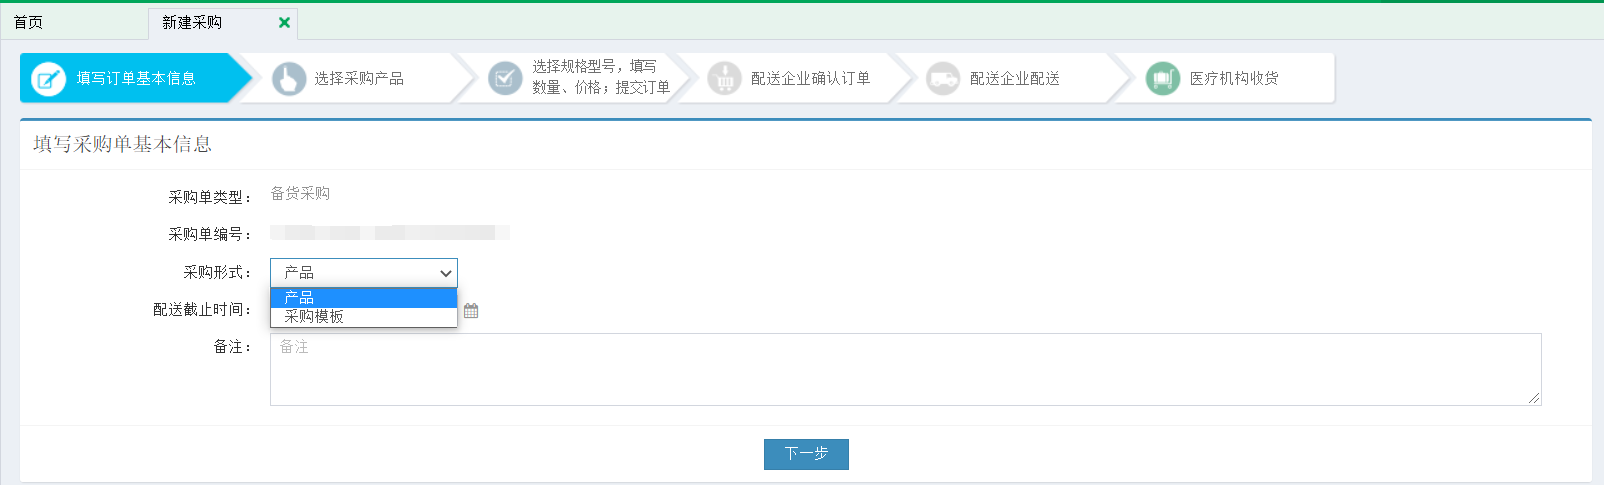 首页
新建采购
填写订单基本信息
选择采购产品
选择规格型号，填写
数量、价格；提交订单
配送企业确认订单
配送企业配送
医疗机构收货
填写采购单基本信息
采购单类型：
备货采购
采购单编号：
采购形式：
产品
产品
采购模板
配送截止时间：
备注：
备注
下一步